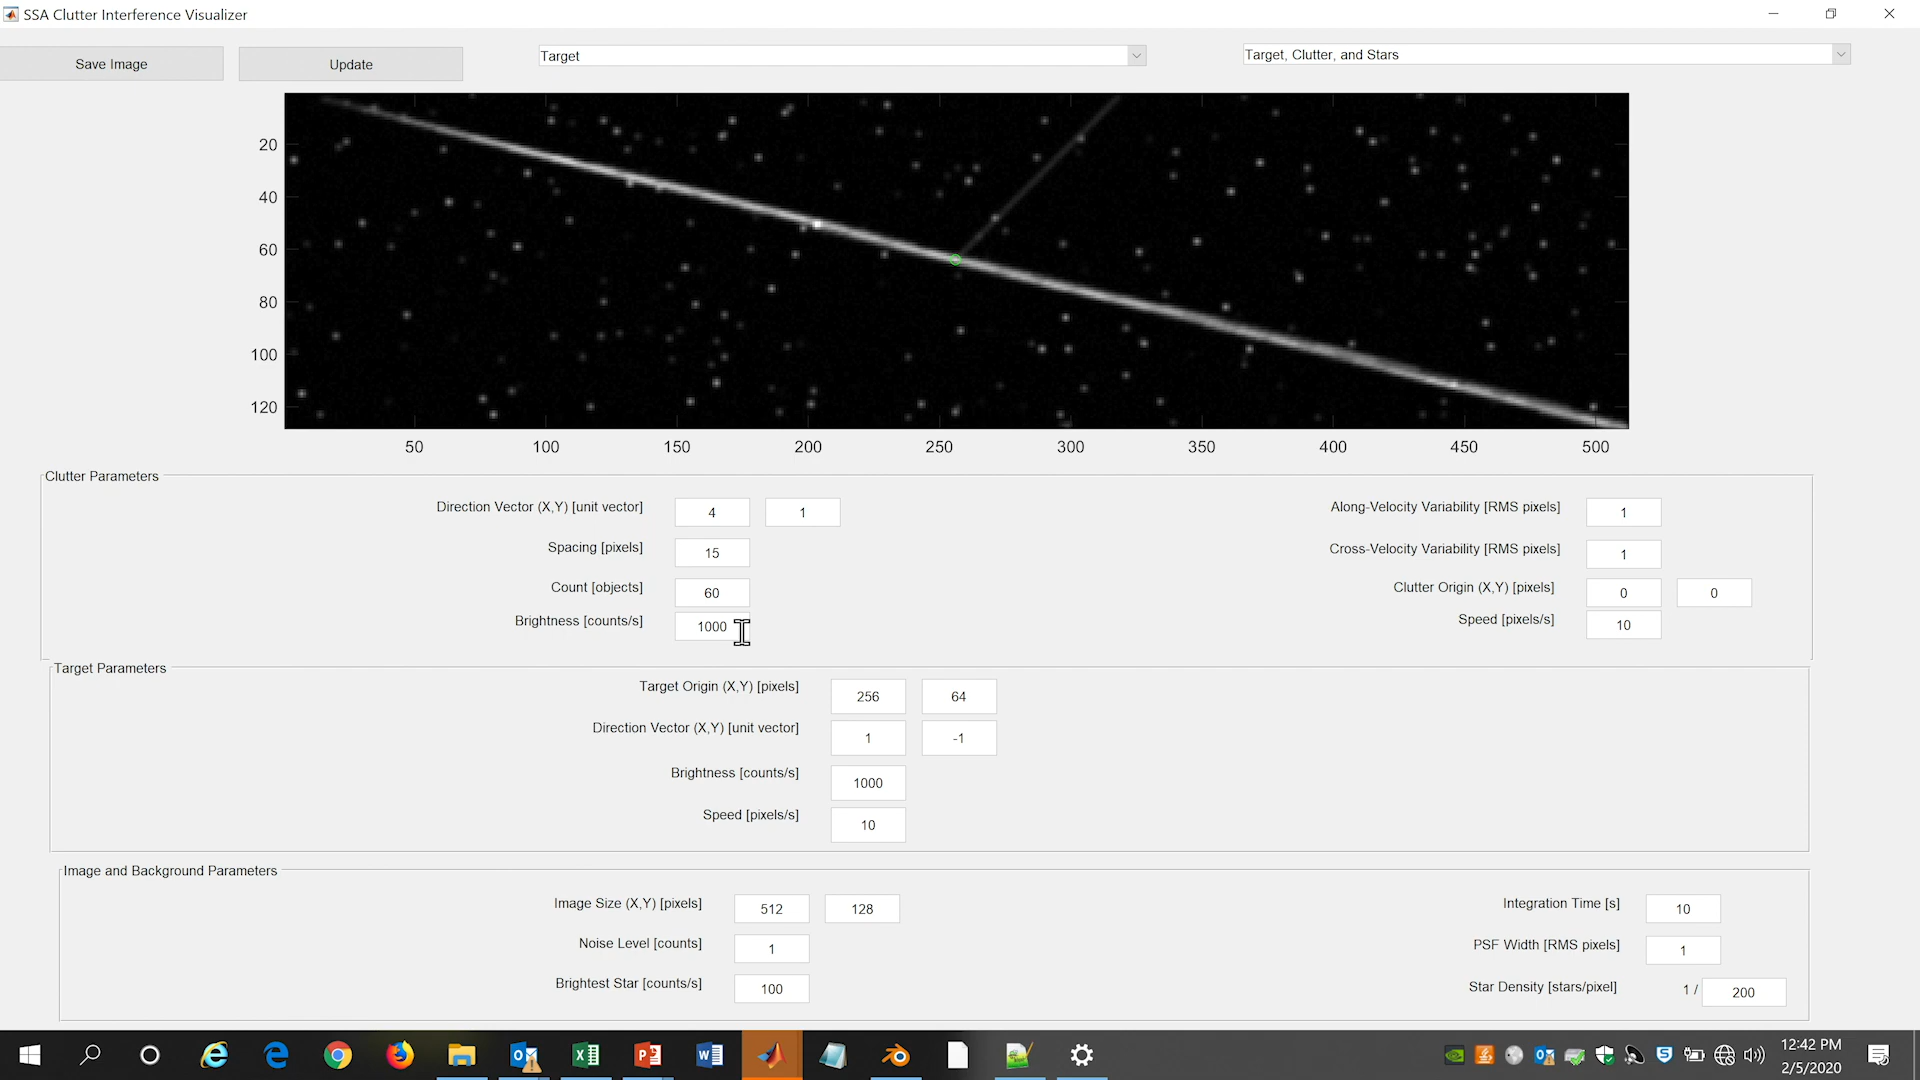 SSA Clutter Interference Visualizer
Save Image
Update
Target
Target, Clutter, and Stars
20
40
60
80
100
120
50 100 150 200 250 300 350 400 450 500
Clutter Parameters
Direction Vector (X,Y) [unit vector] 4 1
Along-Velocity Variability [RMS pixels] 1
Spacing [pixels] 15
Cross-Velocity Variability [RMS pixels] 1
Count [objects] 60
Clutter Origin (X,Y) [pixels] 0 0
Brightness [counts/s] 1000
Speed [pixels/s] 10
Target Parameters
Target Origin (X,Y) [pixels] 256 64
Direction Vector (X,Y) [unit vector] 1 -1
Brightness [counts/s] 1000
Speed [pixels/s] 10
Image and Background Parameters
Image Size (X,Y) [pixels] 512 128
Integration Time [s] 10
Noise Level [counts] 1
PSF Width [RMS pixels] 1
Brightest Star [counts/s] 100
Star Density [stars/pixel] 1 / 200
12:42 PM
2/5/2020